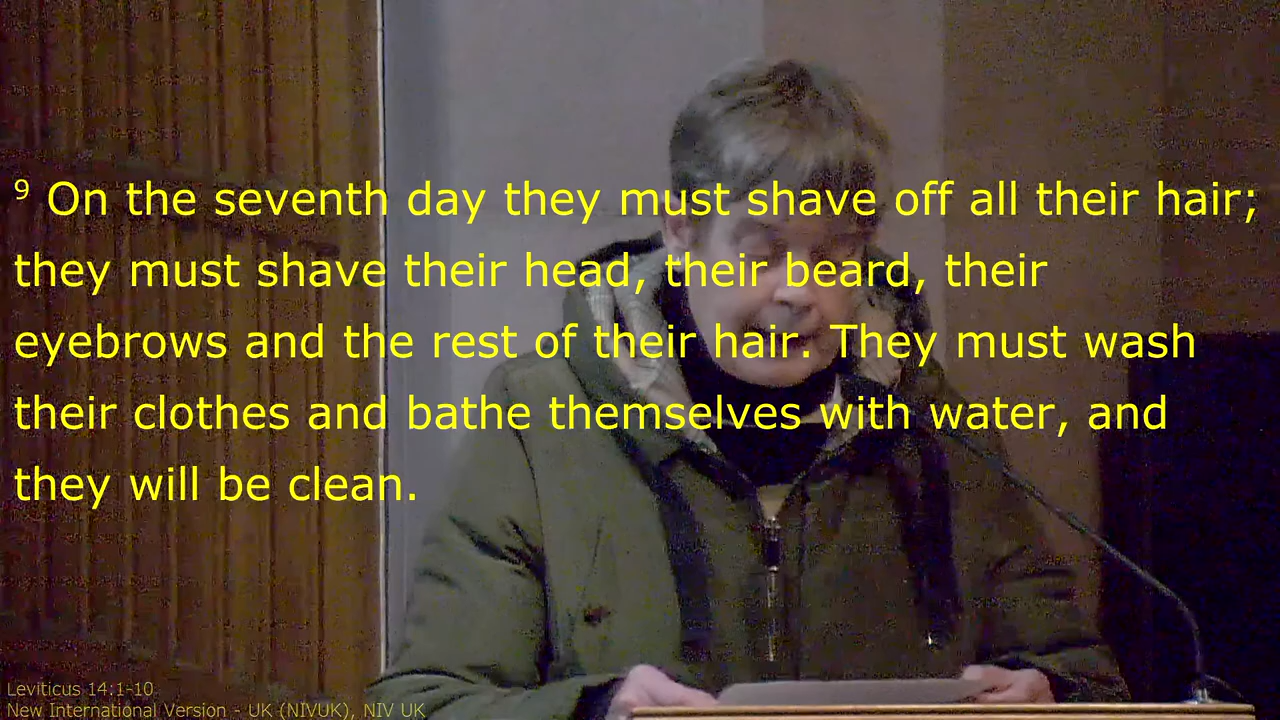 9 On the seventh day they must shave off all their hair;
they must shave their head, their beard, their
eyebrows and the rest of their hair. They must wash
their clothes and bathe themselves with water, and
they will be clean.
Leviticus 14:1-10
New International Version - UK (NIVUK), NIV UK